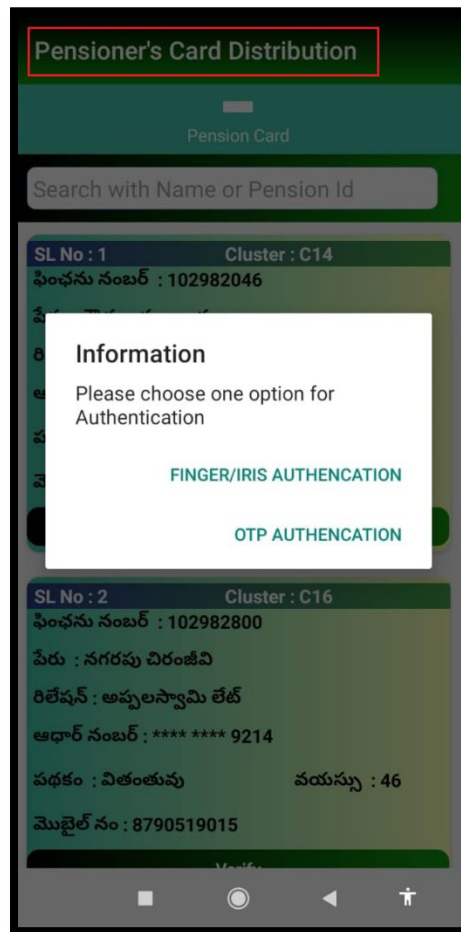 Pensioner's Card Distribution
Pension Card
Search with Name or Pension Id
SL No : 1 Cluster : C14
ఫింఛను నంబర్ : 102982046
Information
Please choose one option for
Authentication
FINGER/IRIS AUTHENCATION
OTP AUTHENCATION
SL No : 2 Cluster : C16
ఫింఛను నంబర్ : 102982800
పేరు : నగరపు చిరంజీవి
రిలేషన్ : అప్పలస్వామి లేట్
ఆధార్ నంబర్ : **** **** 9214
పథకం : వితంతువు వయస్సు : 46
మొబైల్ నం : 8790519015
Verify